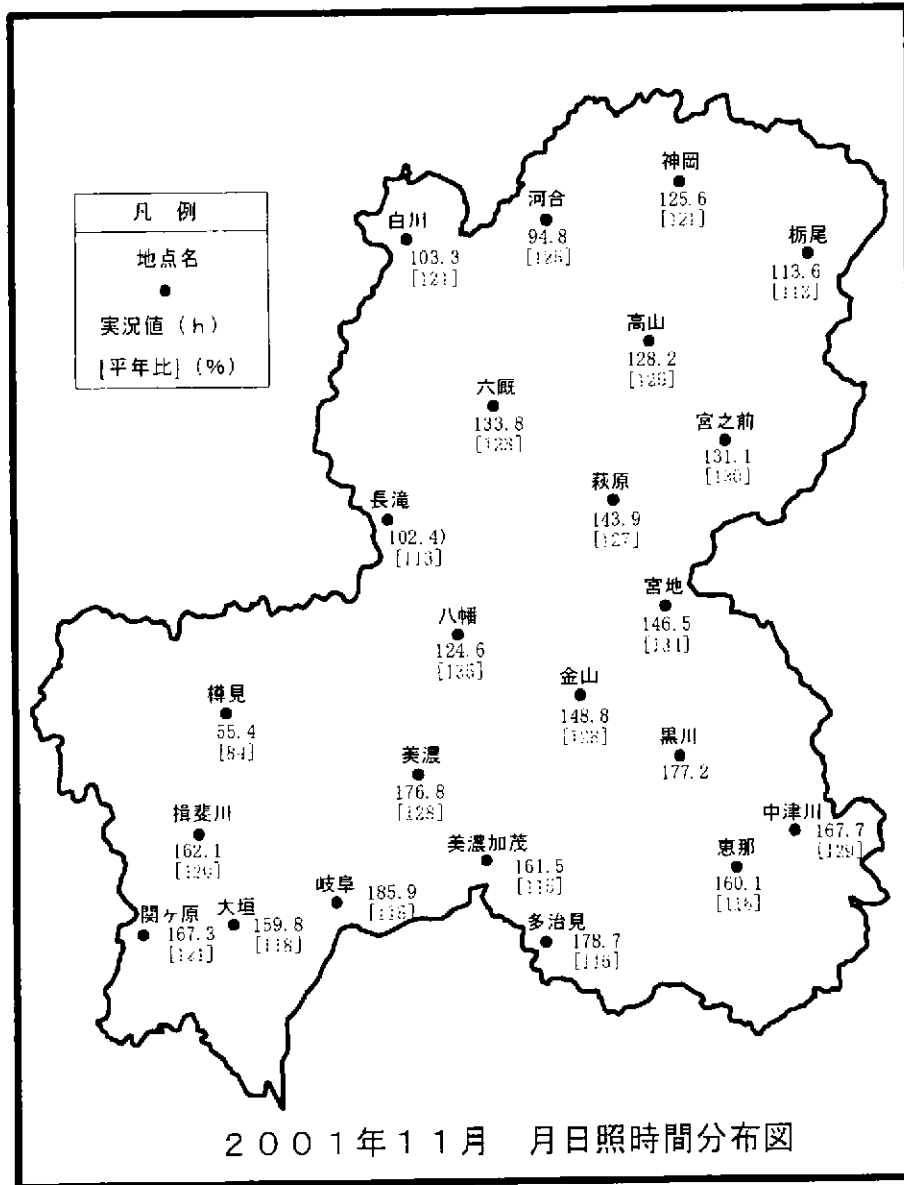 凡 例
地点名
実況値 (h)
[平年比] (%)
神岡
125.6
[121]
河合
94.8
白川
103.3
[121]
栃尾
113.6
[113]
高山
128.2
六厩
133.8
[123]
宮之前
131.1
[130]
萩原
143.9
[127]
長滝
102.4)
[113]
宮地
146.5
八幡
124.6
金山
148.8
樽見
55.4
[84]
黒川
177.2
美濃
176.8
[128]
中津川
167.7
[129]
揖斐川
162.1
美濃加茂
161.5
恵那
160.1
岐阜
185.9
大垣
159.8
[118]
関ヶ原
167.3
多治見
178.7
2001年11月 月日照時間分布図